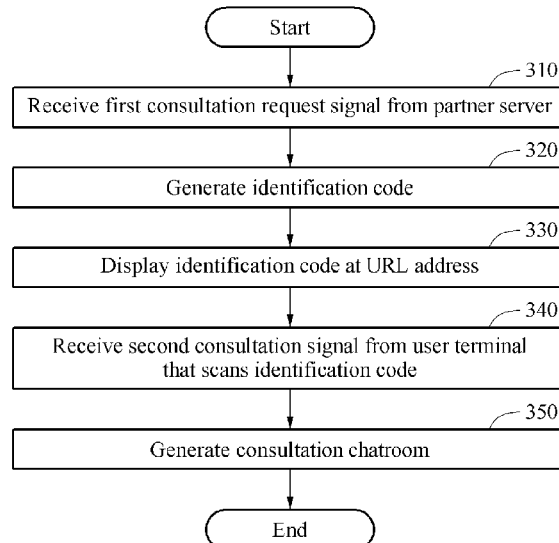 Start
310
Receive first consultation request signal from partner server
320
Generate identification code
330
Display identification code at URL address
340
Receive second consultation signal from user terminal
that scans identification code
350
Generate consultation chatroom
End